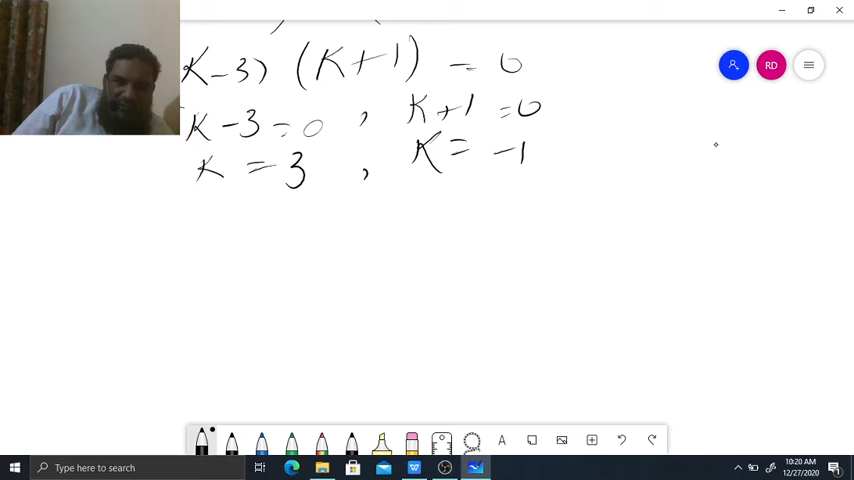 K-3) (K+1) = 0
K-3=0 , K+1=0
K=3 , K= -1
RD
A
Type here to search
W
10:20 AM
12/27/2020
1